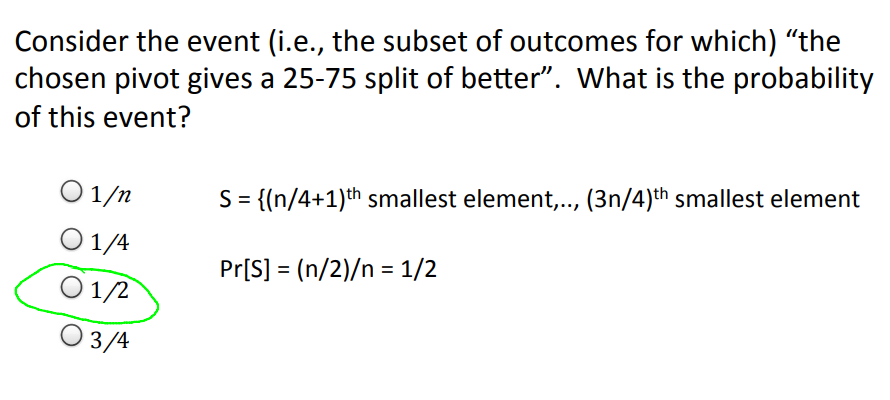 Consider the event (i.e., the subset of outcomes for which) “the
chosen pivot gives a 25-75 split of better”.  What is the probability
of this event?
1/n
S = {(n/4+1)th smallest element,.., (3n/4)th smallest element
1/4
Pr[S] = (n/2)/n = 1/2
1/2
3/4